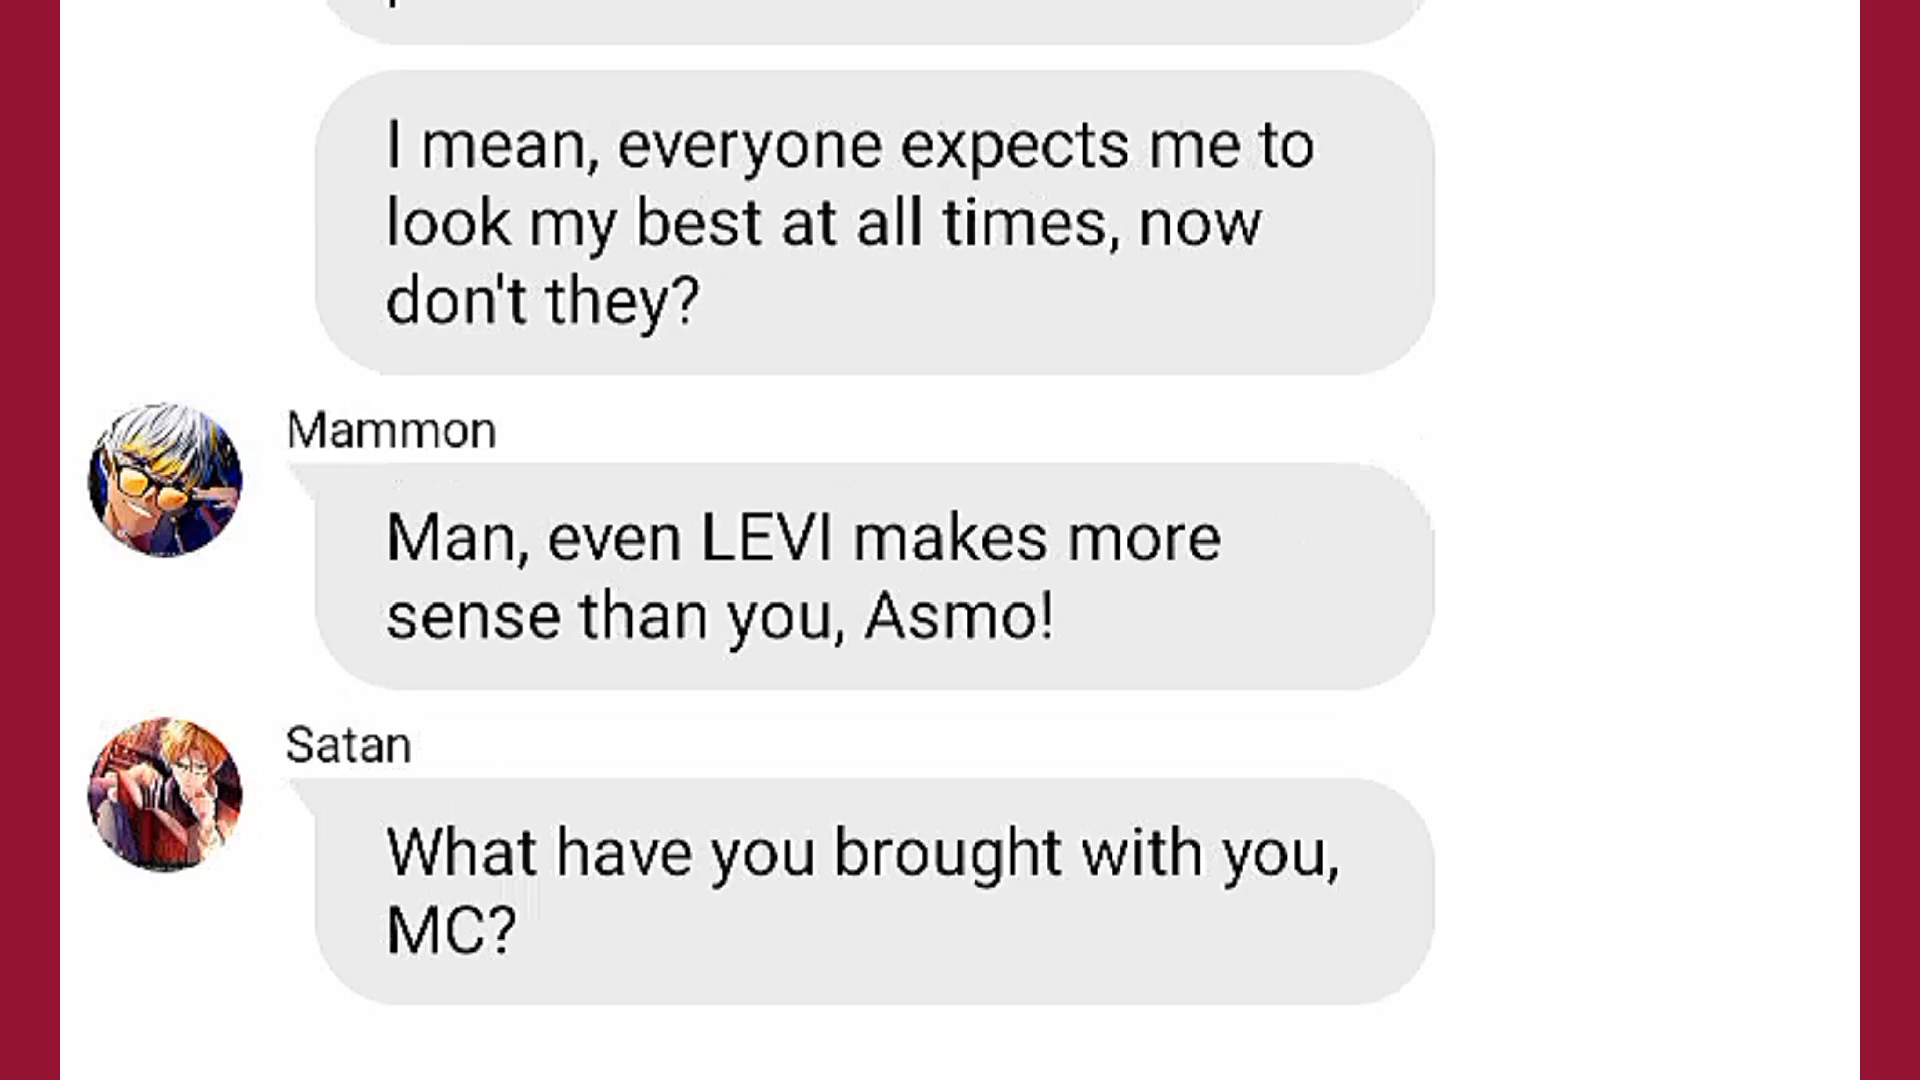 I mean, everyone expects me to
look my best at all times, now
don't they?
Mammon
Man, even LEVI makes more
sense than you, Asmo!
Satan
What have you brought with you,
MC?